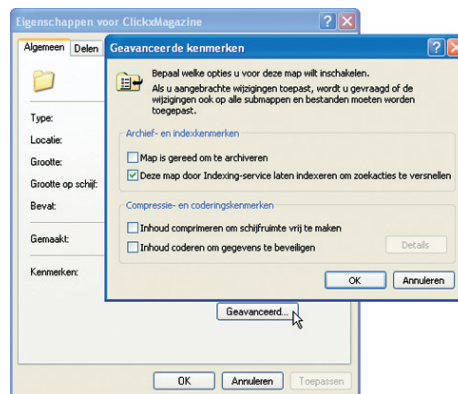 Eigenschappen voor ClickxMagazine
Algemeen
Delen
Type:
Locatie:
Grootte:
Grootte op schijf:
Bevat:
Gemaakt:
Kenmerken:
Geavanceerd...
OK
Annuleren
Toepassen
Geavanceerde kenmerken
Bepaal welke opties u voor deze map wilt inschakelen.
Als u aangebrachte wijzigingen toepast, wordt u gevraagd of de
wijzigingen ook op alle submappen en bestanden moeten worden
toegepast.
Archief- en indexkenmerken
Map is gereed om te archiveren
Deze map door Indexing-service laten indexeren om zoekacties te versnellen
Compressie- en coderingskenmerken
Inhoud comprimeren om schijfruimte vrij te maken
Inhoud coderen om gegevens te beveiligen
Details
OK
Annuleren